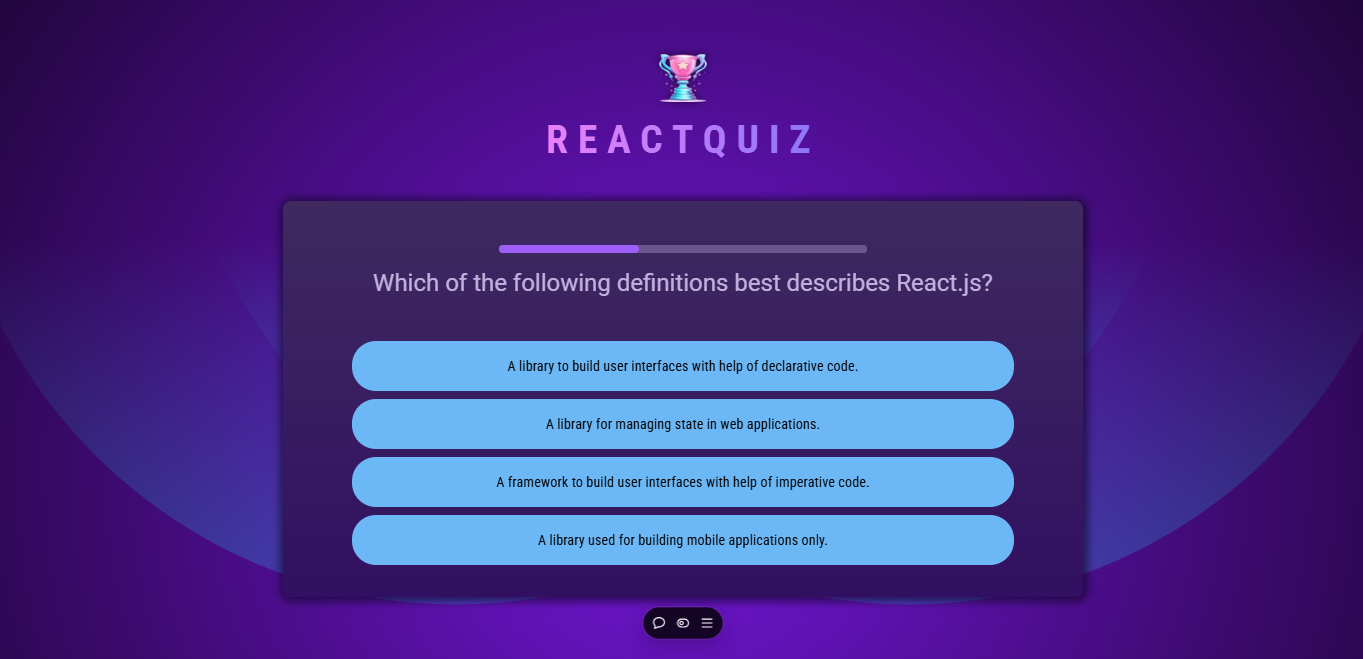 REACTQUIZ
Which of the following definitions best describes React.js?
A library to build user interfaces with help of declarative code.
A library for managing state in web applications.
A framework to build user interfaces with help of imperative code.
A library used for building mobile applications only.